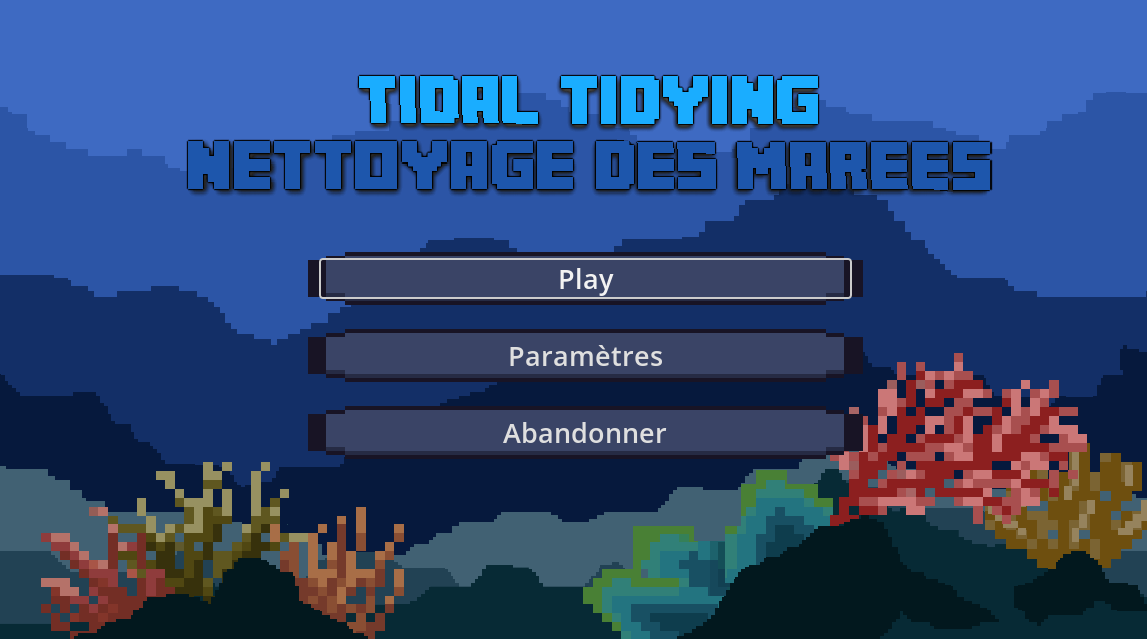 TIDAL TIDYING
NETTOYAGE DES MAREES
Play
Paramètres
Abandonner